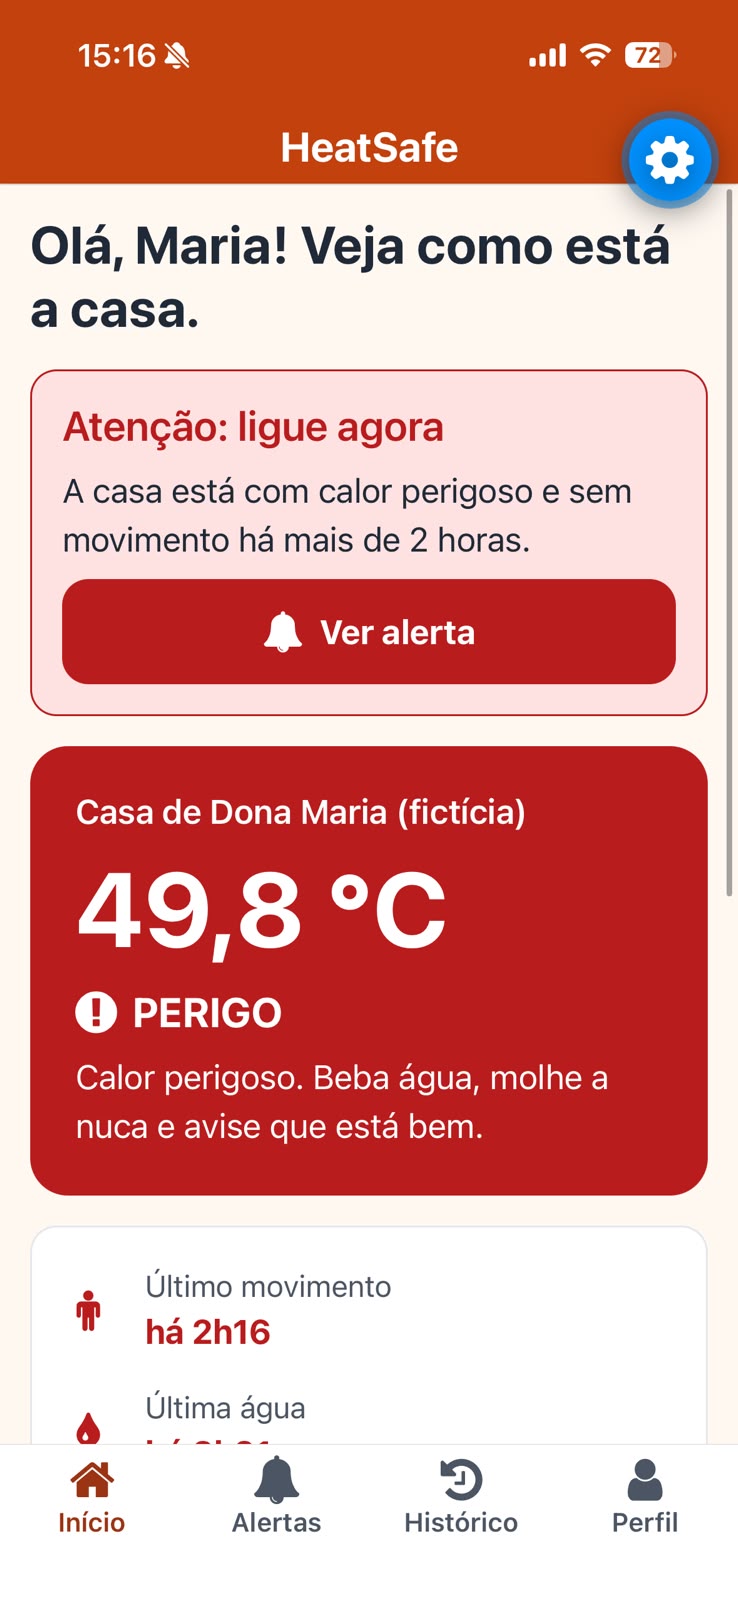 15:16
72
HeatSafe
Olá, Maria! Veja como está
a casa.
Atenção: ligue agora
A casa está com calor perigoso e sem
movimento há mais de 2 horas.
Ver alerta
Casa de Dona Maria (fictícia)
49,8 °C
PERIGO
Calor perigoso. Beba água, molhe a
nuca e avise que está bem.
Último movimento
há 2h16
Última água
Início
Alertas
Histórico
Perfil